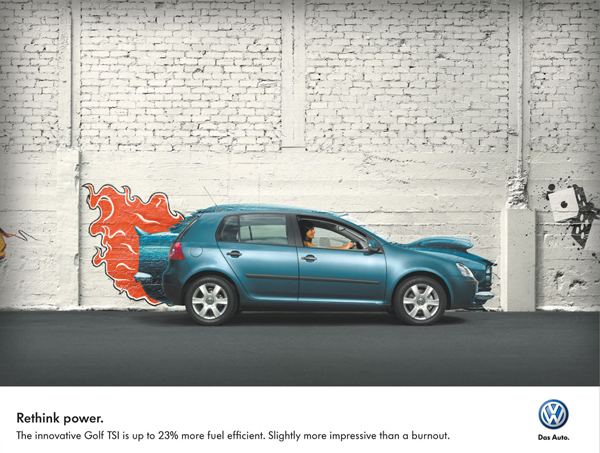 Rethink power.
The innovative Golf TSI is up to 23% more fuel efficient. Slightly more impressive than a burnout.
Das Auto.